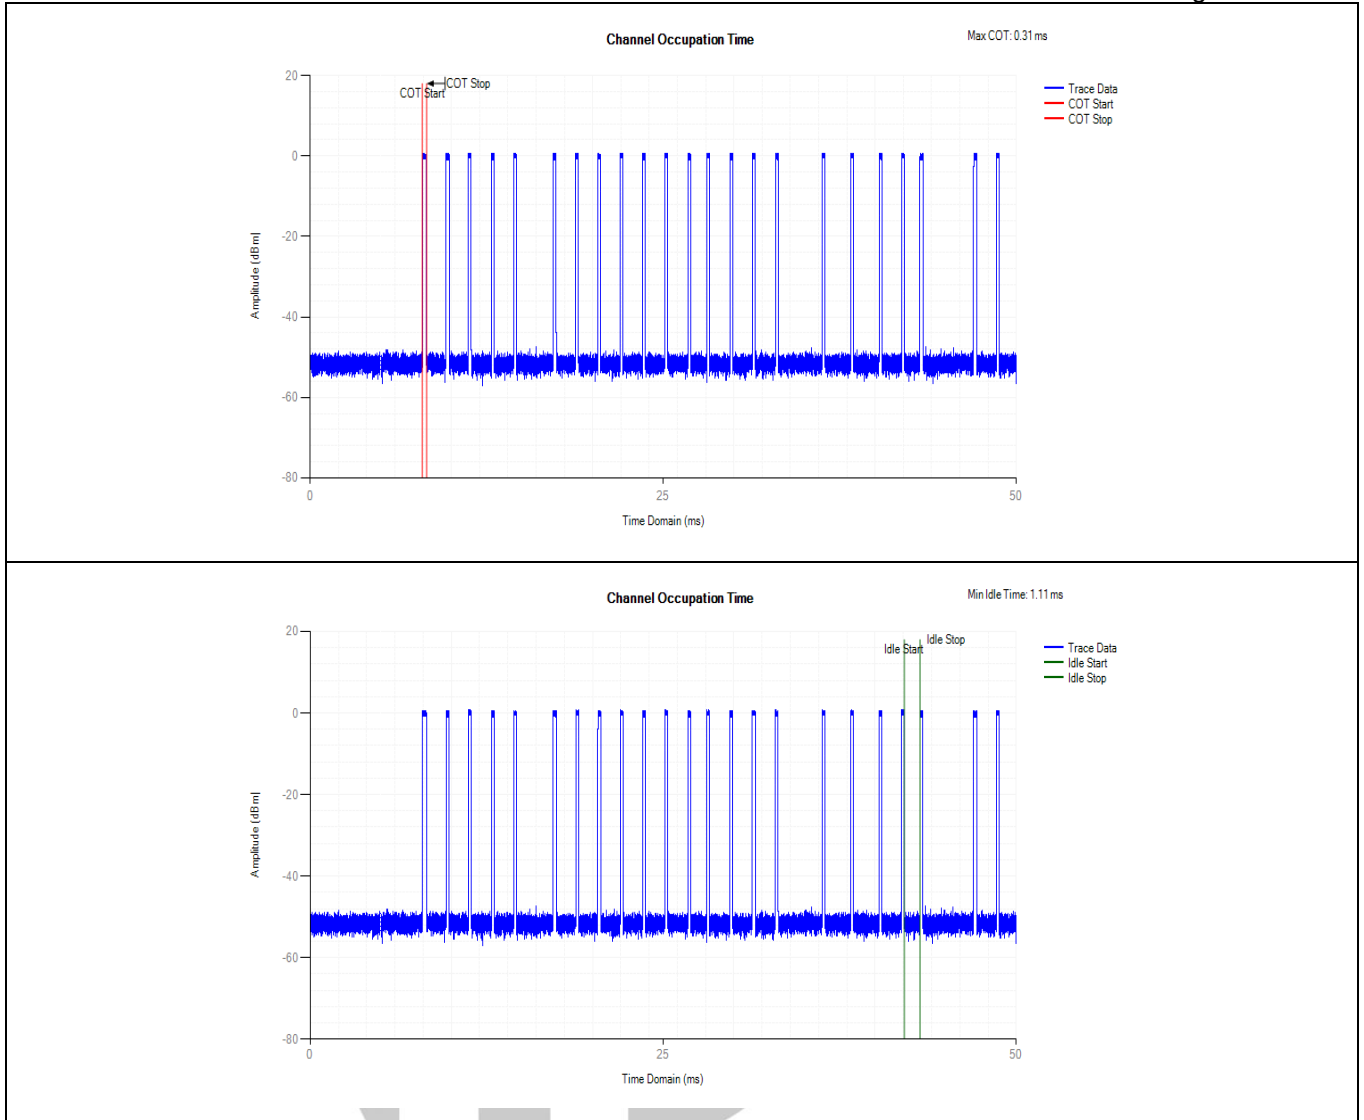 Channel Occupation Time
Max COT: 0.31 ms
20
COT Stop
COT Start
Trace Data
COT Start
COT Stop
0
-20
Amplitude [dBm]
-40
-60
-80
0
25
50
Time Domain (ms)
Channel Occupation Time
Min Idle Time: 1.11 ms
20
Idle Stop
Idle Start
Trace Data
Idle Start
Idle Stop
0
-20
Amplitude [dBm]
-40
-60
-80
0
25
50
Time Domain (ms)